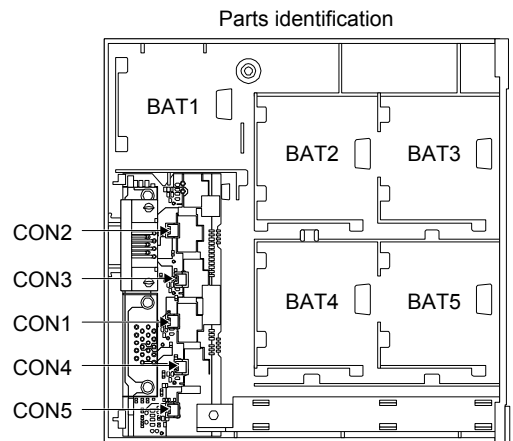 Parts identification
BAT1
BAT2
BAT3
CON2
CON3
BAT4
BAT5
CON1
CON4
CON5